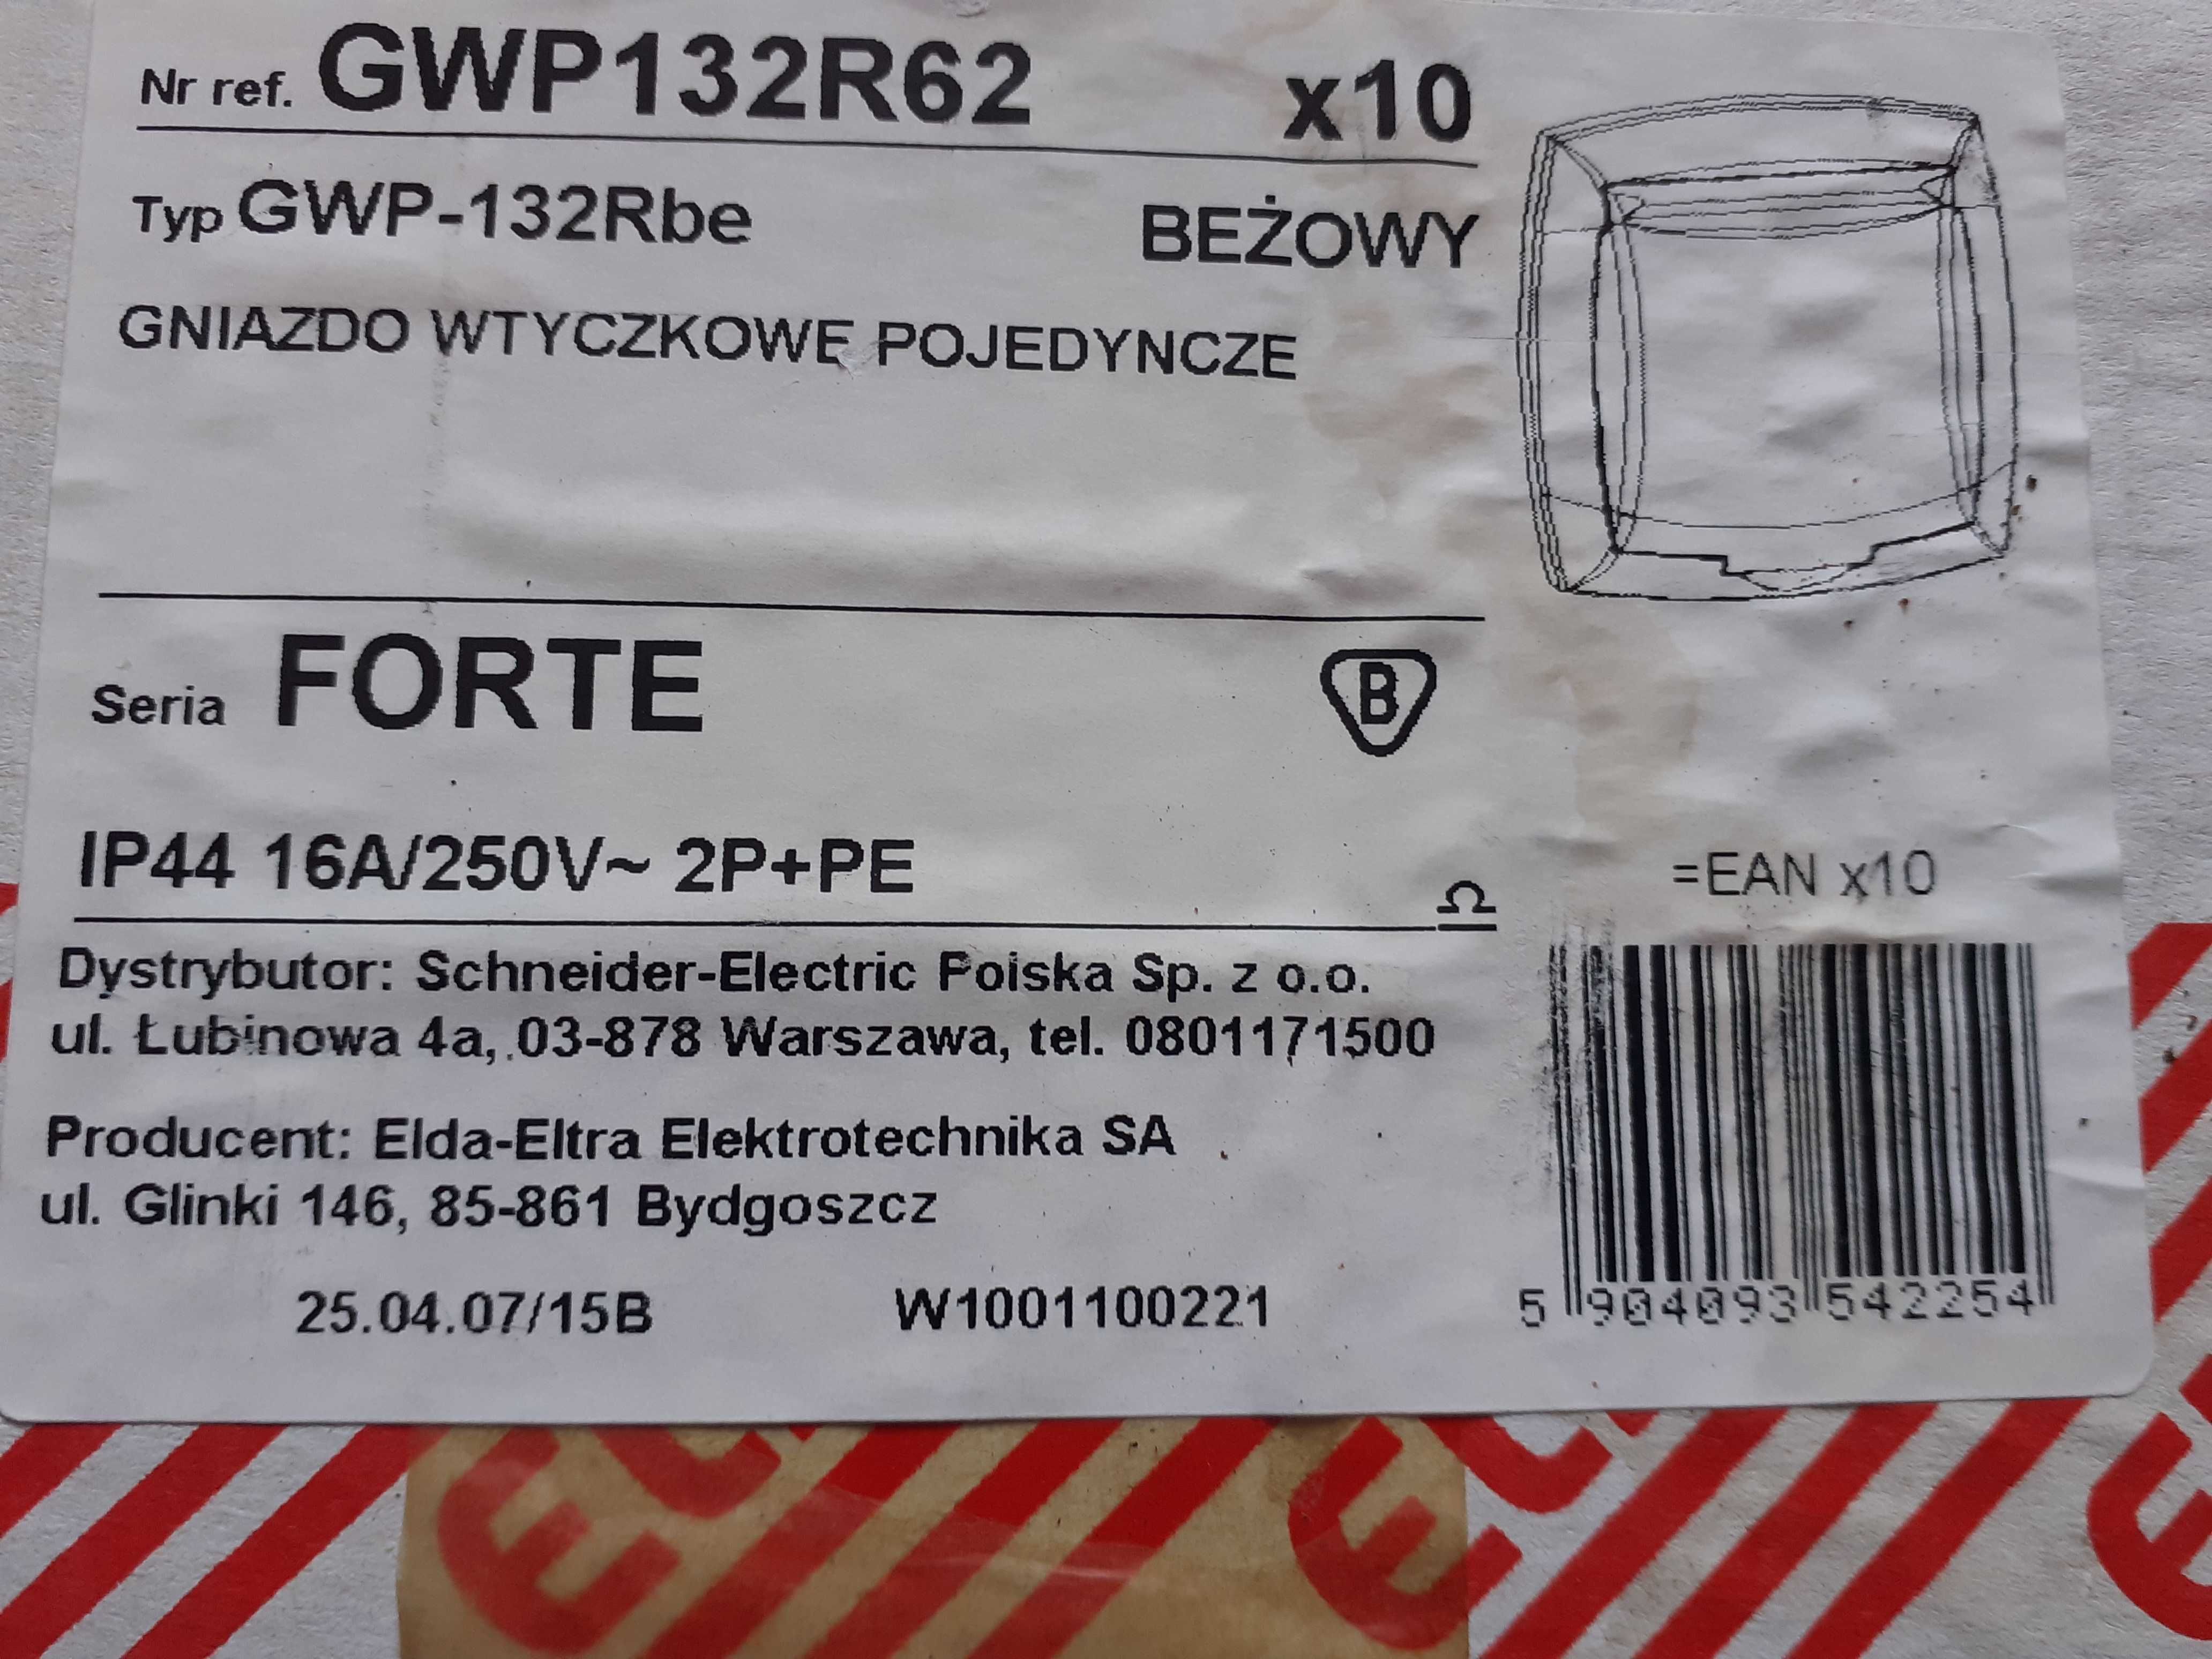 Nr ref. GWP132R62 x10
Typ GWP-132Rbe BEŻOWY
GNIAZDO WTYCZKOWE POJEDYNCZE
Seria FORTE B
IP44 16A/250V~ 2P+PE
=EAN x10
Dystrybutor: Schneider-Electric Polska Sp. z o.o.
ul. Łubinowa 4a, 03-878 Warszawa, tel. 0801171500
Producent: Elda-Eltra Elektrotechnika SA
ul. Glinki 146, 85-861 Bydgoszcz
25.04.07/15B W1001100221
5 904093 542254